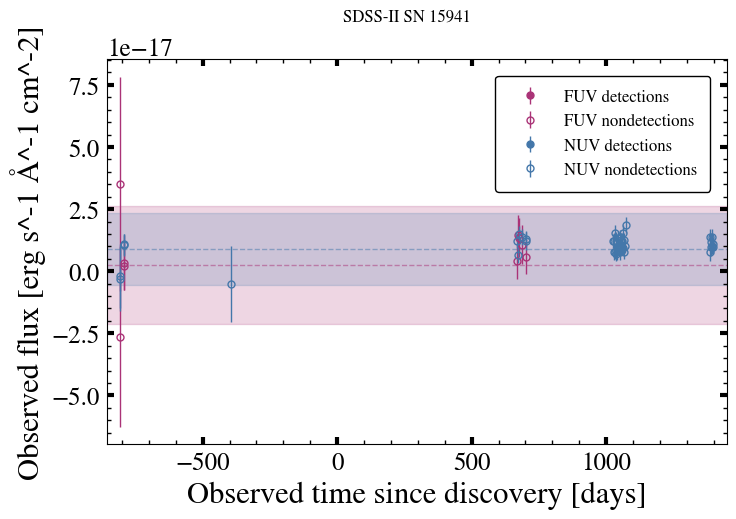 SDSS-II SN 15941
1e−17
Observed flux [erg s^-1 Å^-1 cm^-2]
7.5
5.0
2.5
0.0
−2.5
−5.0
FUV detections
FUV nondetections
NUV detections
NUV nondetections
−500 0 500 1000
Observed time since discovery [days]